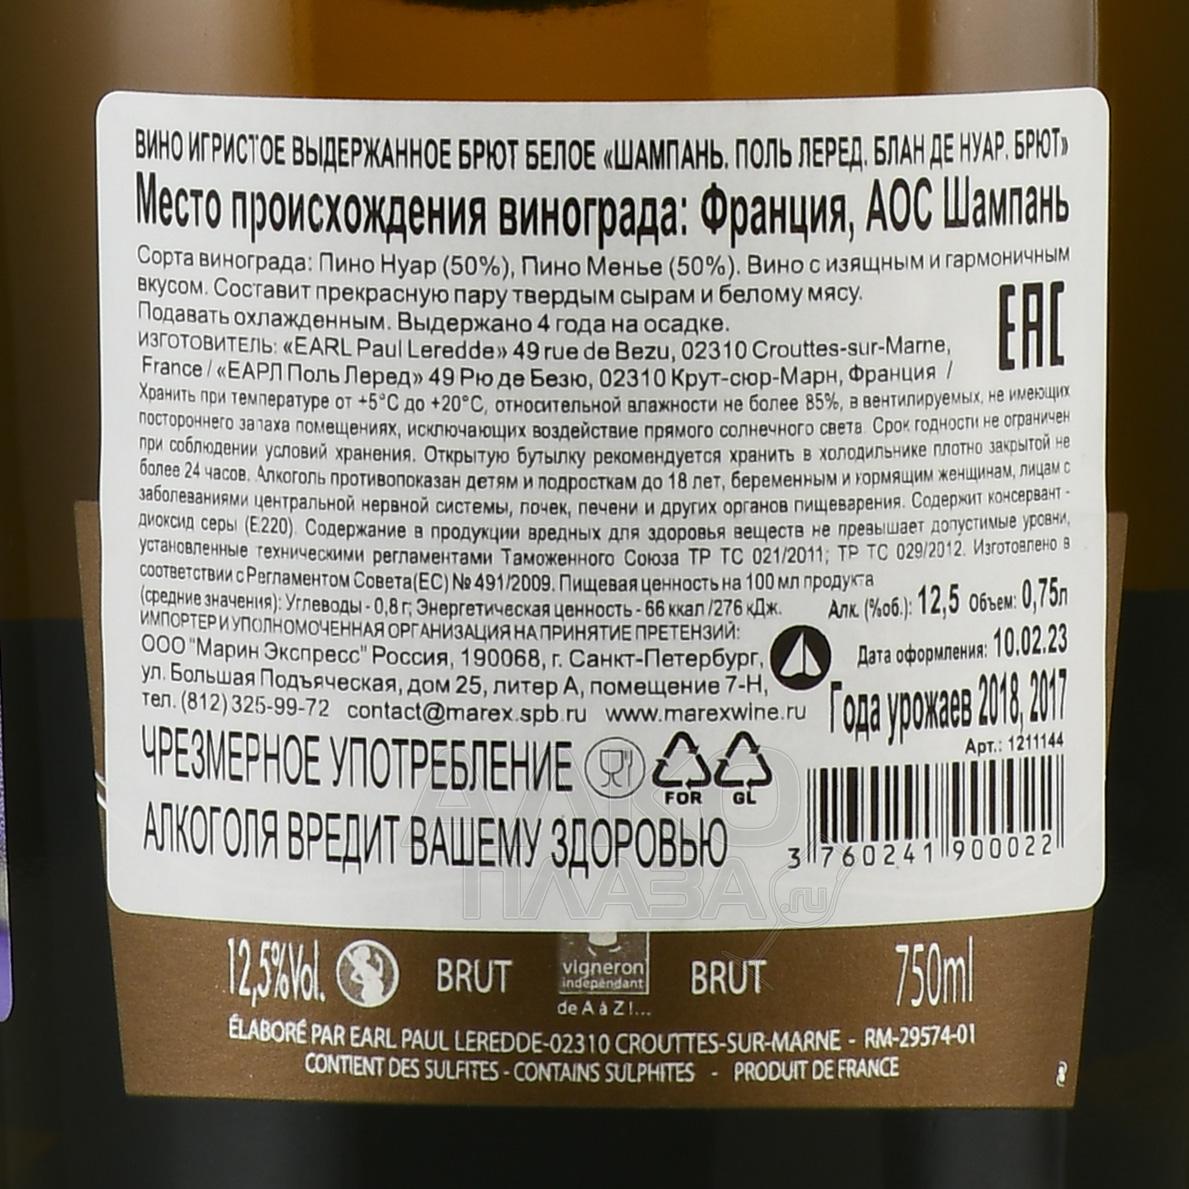 ВИНО ИГРИСТОЕ ВЫДЕРЖАННОЕ БРЮТ БЕЛОЕ «ШАМПАНЬ. ПОЛЬ ЛЕРЕД. БЛАН ДЕ НУАР. БРЮТ»
Место происхождения винограда: Франция, АОС Шампань
Сорта винограда: Пино Нуар (50%), Пино Менье (50%). Вино с изящным и гармоничным
вкусом. Составит прекрасную пару твердым сырам и белому мясу.
Подавать охлажденным. Выдержано 4 года на осадке.
ИЗГОТОВИТЕЛЬ: «EARL Paul Leredde» 49 rue de Bezu, 02310 Crouttes-sur-Marne,
France / «ЕАРЛ Поль Леред» 49 Рю де Безю, 02310 Крут-сюр-Марн, Франция /
EAC
Хранить при температуре от +5°C до +20°C, относительной влажности не более 85%, в вентилируемых, не имеющих
постороннего запаха помещениях, исключающих воздействие прямого солнечного света. Срок годности не ограничен
при соблюдении условий хранения. Открытую бутылку рекомендуется хранить в холодильнике плотно закрытой не
более 24 часов. Алкоголь противопоказан детям и подросткам до 18 лет, беременным и кормящим женщинам, лицам с
заболеваниями центральной нервной системы, почек, печени и других органов пищеварения. Содержит консервант -
диоксид серы (Е220). Содержание в продукции вредных для здоровья веществ не превышает допустимые уровни,
установленные техническими регламентами Таможенного Союза ТР ТС 021/2011; ТР ТС 029/2012. Изготовлено в
соответствии с Регламентом Совета(ЕС) № 491/2009. Пищевая ценность на 100 мл продукта
(средние значения): Углеводы - 0,8 г; Энергетическая ценность - 66 ккал /276 кДж.
Алк. (%об.): 12,5 Объем: 0,75л
ИМПОРТЕР И УПОЛНОМОЧЕННАЯ ОРГАНИЗАЦИЯ НА ПРИНЯТИЕ ПРЕТЕНЗИЙ:
ООО "Марин Экспресс" Россия, 190068, г. Санкт-Петербург,
ул. Большая Подъяческая, дом 25, литер А, помещение 7-Н,
тел. (812) 325-99-72 contact@marex.spb.ru www.marexwine.ru
Дата оформления: 10.02.23
Года урожаев 2018, 2017
Арт.: 1211144
ЧРЕЗМЕРНОЕ УПОТРЕБЛЕНИЕ
АЛКОГОЛЯ ВРЕДИТ ВАШЕМУ ЗДОРОВЬЮ
FOR GL
3 760241 900022
АЛКО
ПЛАЗА.ru
12,5%Vol. BRUT vigneron BRUT 750ml
indépendant
de A à Z !...
ÉLABORÉ PAR EARL PAUL LEREDDE-02310 CROUTTES-SUR-MARNE - RM-29574-01
CONTIENT DES SULFITES - CONTAINS SULPHITES - PRODUIT DE FRANCE